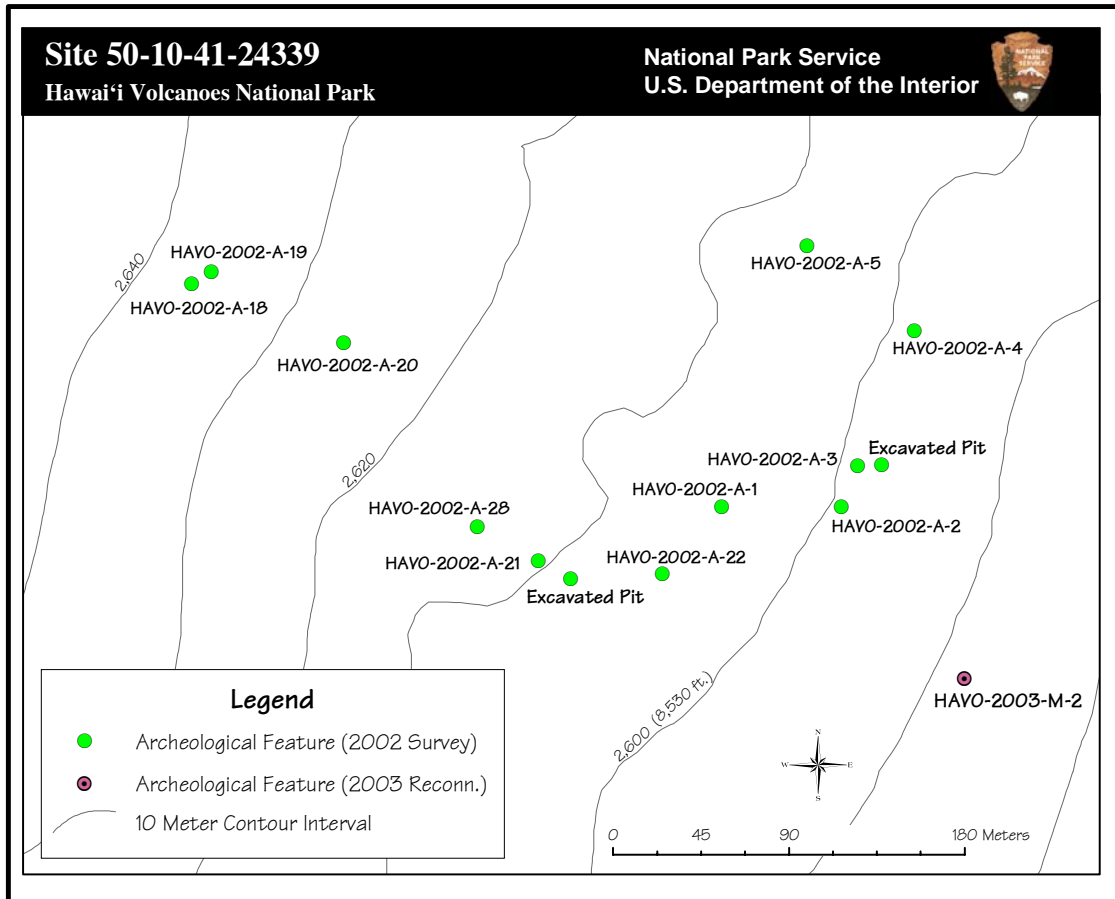 Site 50-10-41-24339
Hawai‘i Volcanoes National Park
National Park Service
U.S. Department of the Interior
NATIONAL
PARK
SERVICE
2,640
HAVO-2002-A-19
HAVO-2002-A-18
HAVO-2002-A-20
HAVO-2002-A-5
HAVO-2002-A-4
2,620
HAVO-2002-A-3
Excavated Pit
HAVO-2002-A-1
HAVO-2002-A-2
HAVO-2002-A-28
HAVO-2002-A-21
HAVO-2002-A-22
Excavated Pit
2,600 (8,530 ft.)
HAVO-2003-M-2
Legend
Archeological Feature (2002 Survey)
Archeological Feature (2003 Reconn.)
10 Meter Contour Interval
N
W E
S
0 45 90 180 Meters